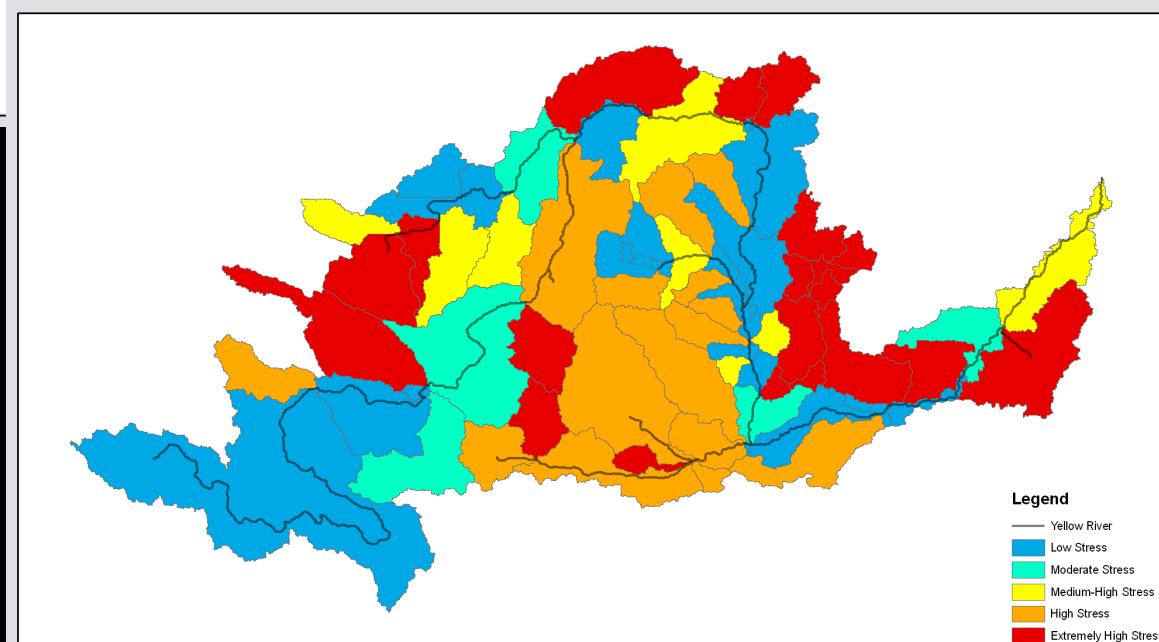 Legend
Yellow River
Low Stress
Moderate Stress
Medium-High Stress
High Stress
Extremely High Stres